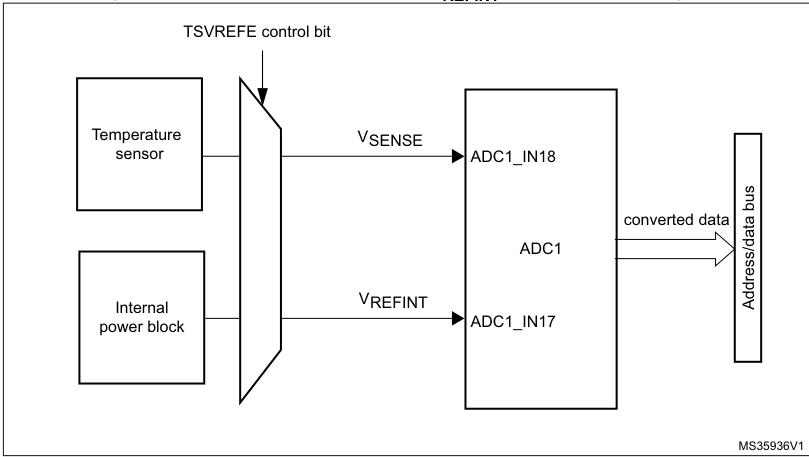 TSVREFE control bit
Temperature
sensor
VSENSE
ADC1_IN18
converted data
Address/data bus
ADC1
Internal
power block
VREFINT
ADC1_IN17
MS35936V1